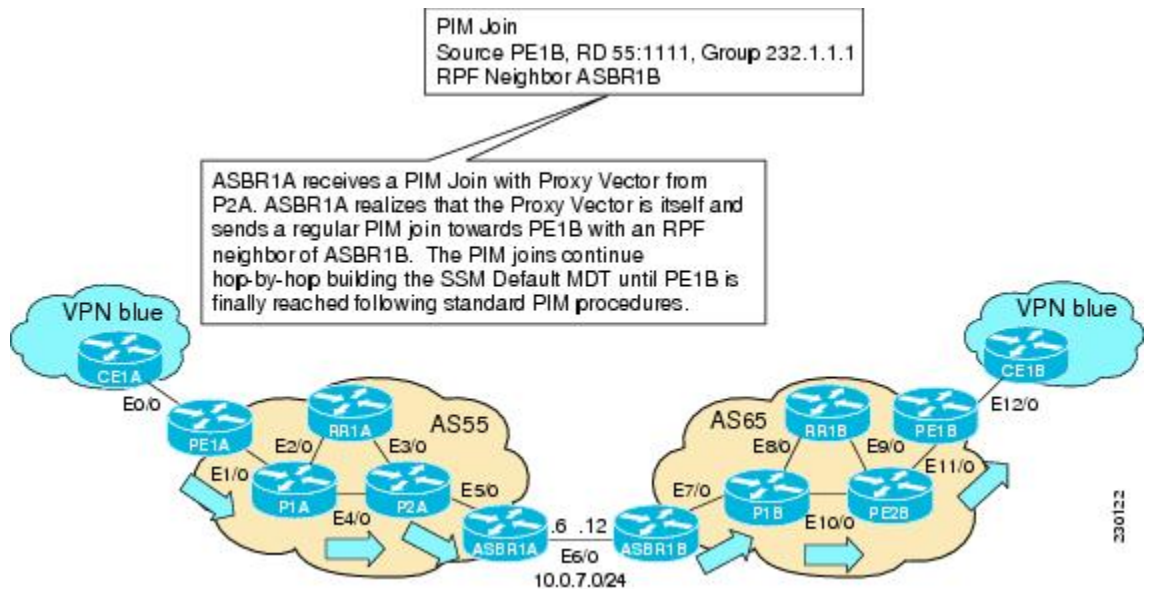 PIM Join
Source PE1B, RD 55:1111, Group 232.1.1.1
RPF Neighbor ASBR1B
ASBR1A receives a PIM Join with Proxy Vector from
P2A. ASBR1A realizes that the Proxy Vector is itself and
sends a regular PIM join towards PE1B with an RPF
neighbor of ASBR1B. The PIM joins continue
hop-by-hop building the SSM Default MDT until PE1B is
finally reached following standard PIM procedures.
VPN blue
CE1A
E0/0
PE1A
E1/0
E2/0
RR1A
E3/0
AS55
P1A
E4/0
P2A
E5/0
ASBR1A
.6 .12
E6/0
10.0.7.0/24
ASBR1B
E7/0
AS65
E8/0
RR1B
E9/0
PE1B
P1B
E10/0
PE2B
E11/0
E12/0
VPN blue
CE1B
230122